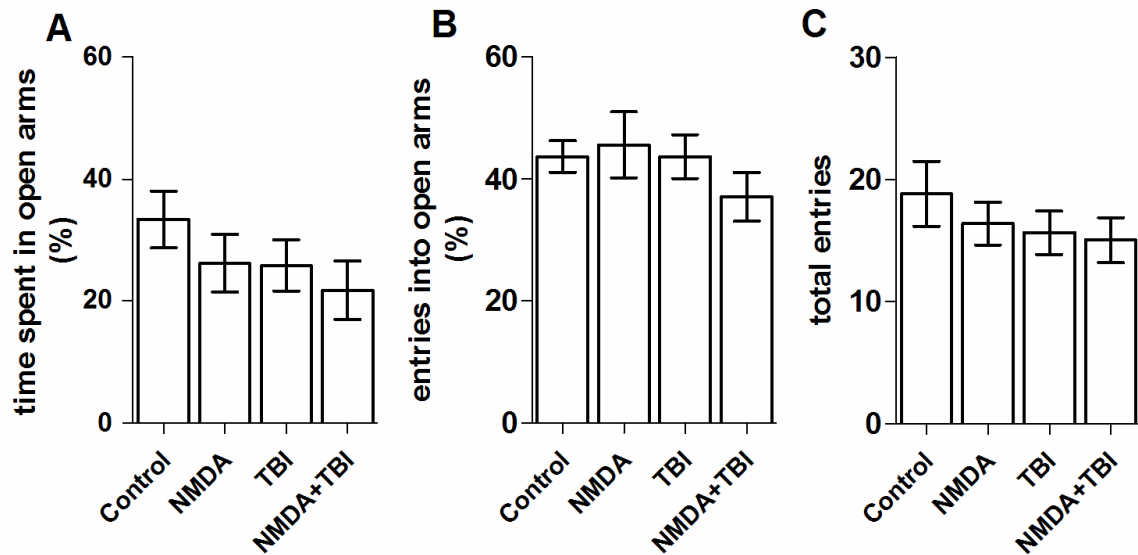 A
time spent in open arms
(%)
60
40
20
0
Control
NMDA
TBI
NMDA+TBI
B
entries into open arms
(%)
60
40
20
0
Control
NMDA
TBI
NMDA+TBI
C
total entries
30
20
10
0
Control
NMDA
TBI
NMDA+TBI